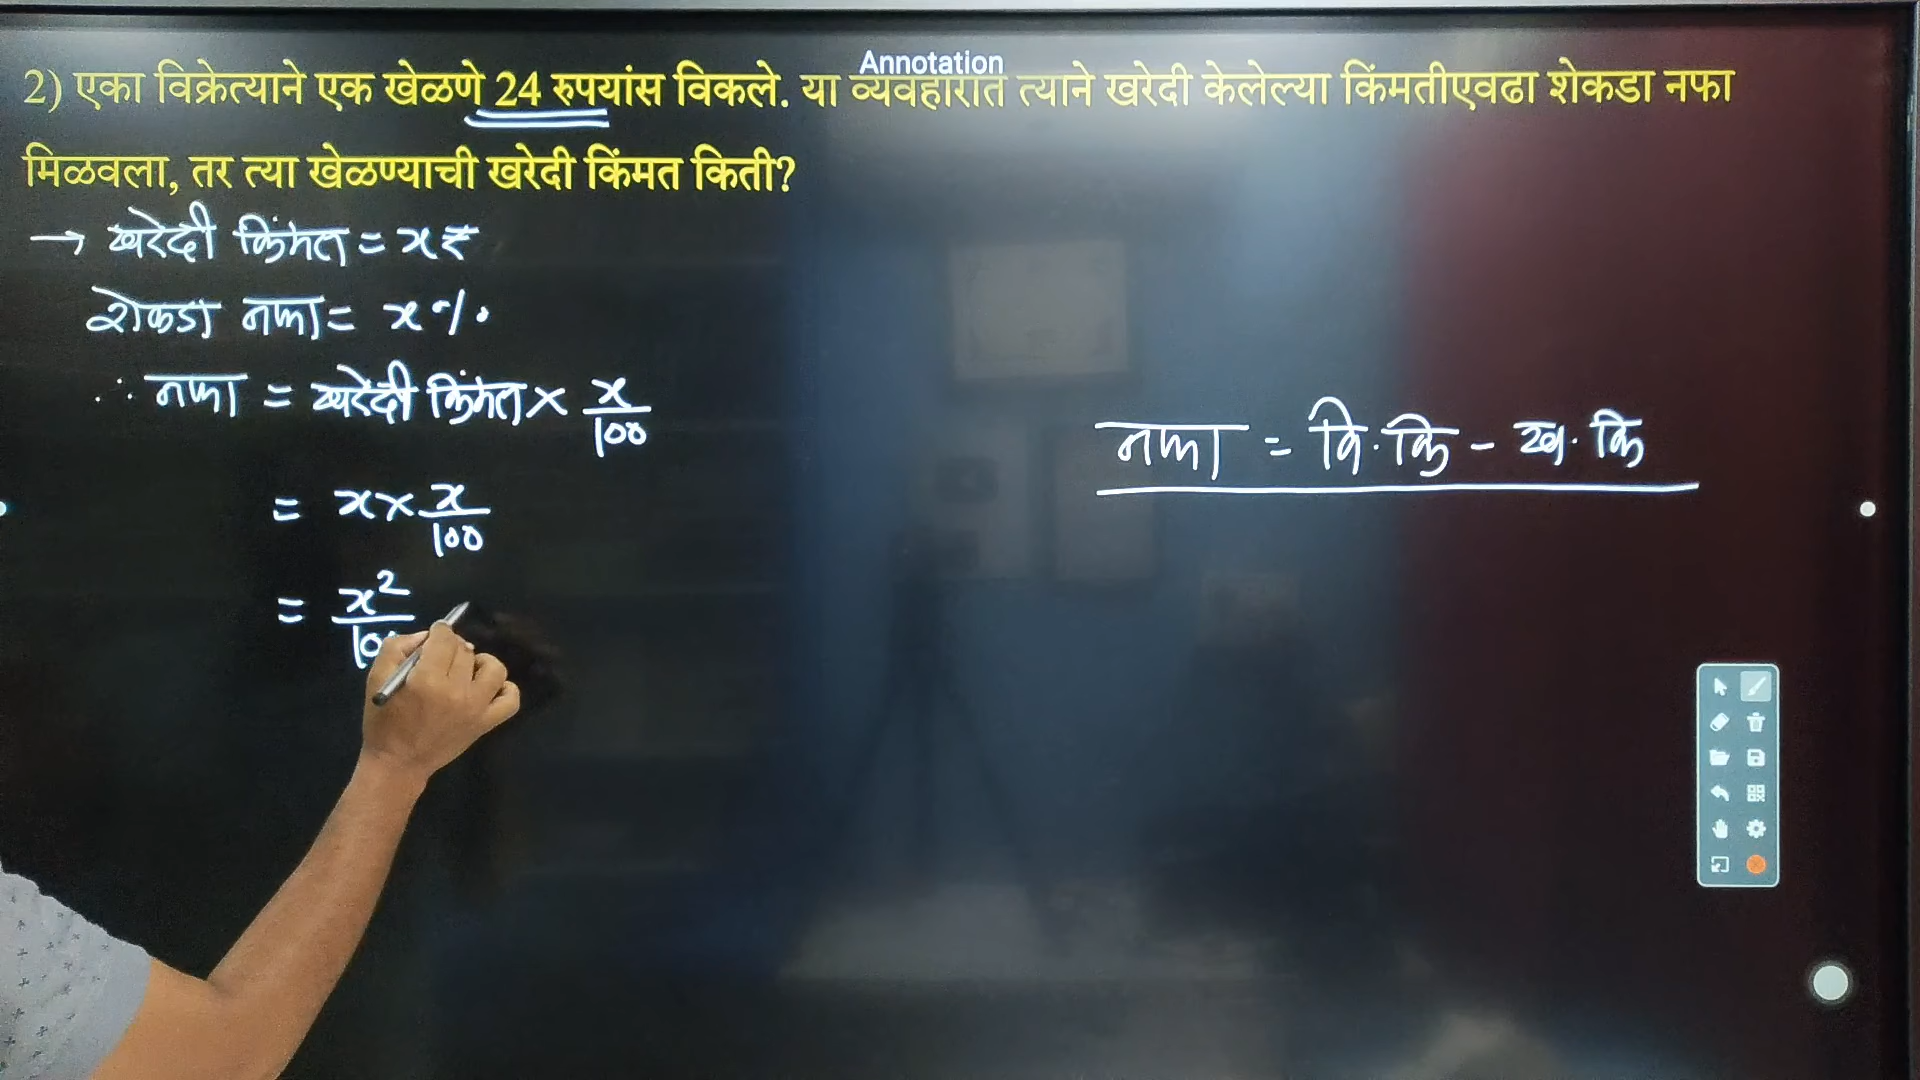 Annotation
2) एका विक्रेत्याने एक खेळणे 24 रुपयांस विकले. या व्यवहारात त्याने खरेदी केलेल्या किंमतीएवढा शेकडा नफा
मिळवला, तर त्या खेळण्याची खरेदी किंमत किती?
→ खरेदी किंमत = x₹
शेकडा नफा = x %
∴ नफा = खरेदी किंमत × x/100
= x × x/100
= x²/100
नफा = वि. किं - ख. किं